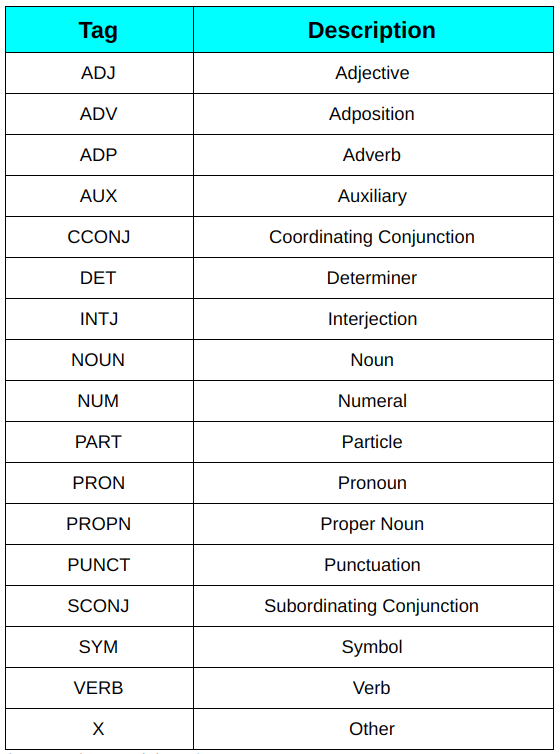 Tag Description
ADJ Adjective
ADV Adposition
ADP Adverb
AUX Auxiliary
CCONJ Coordinating Conjunction
DET Determiner
INTJ Interjection
NOUN Noun
NUM Numeral
PART Particle
PRON Pronoun
PROPN Proper Noun
PUNCT Punctuation
SCONJ Subordinating Conjunction
SYM Symbol
VERB Verb
X Other